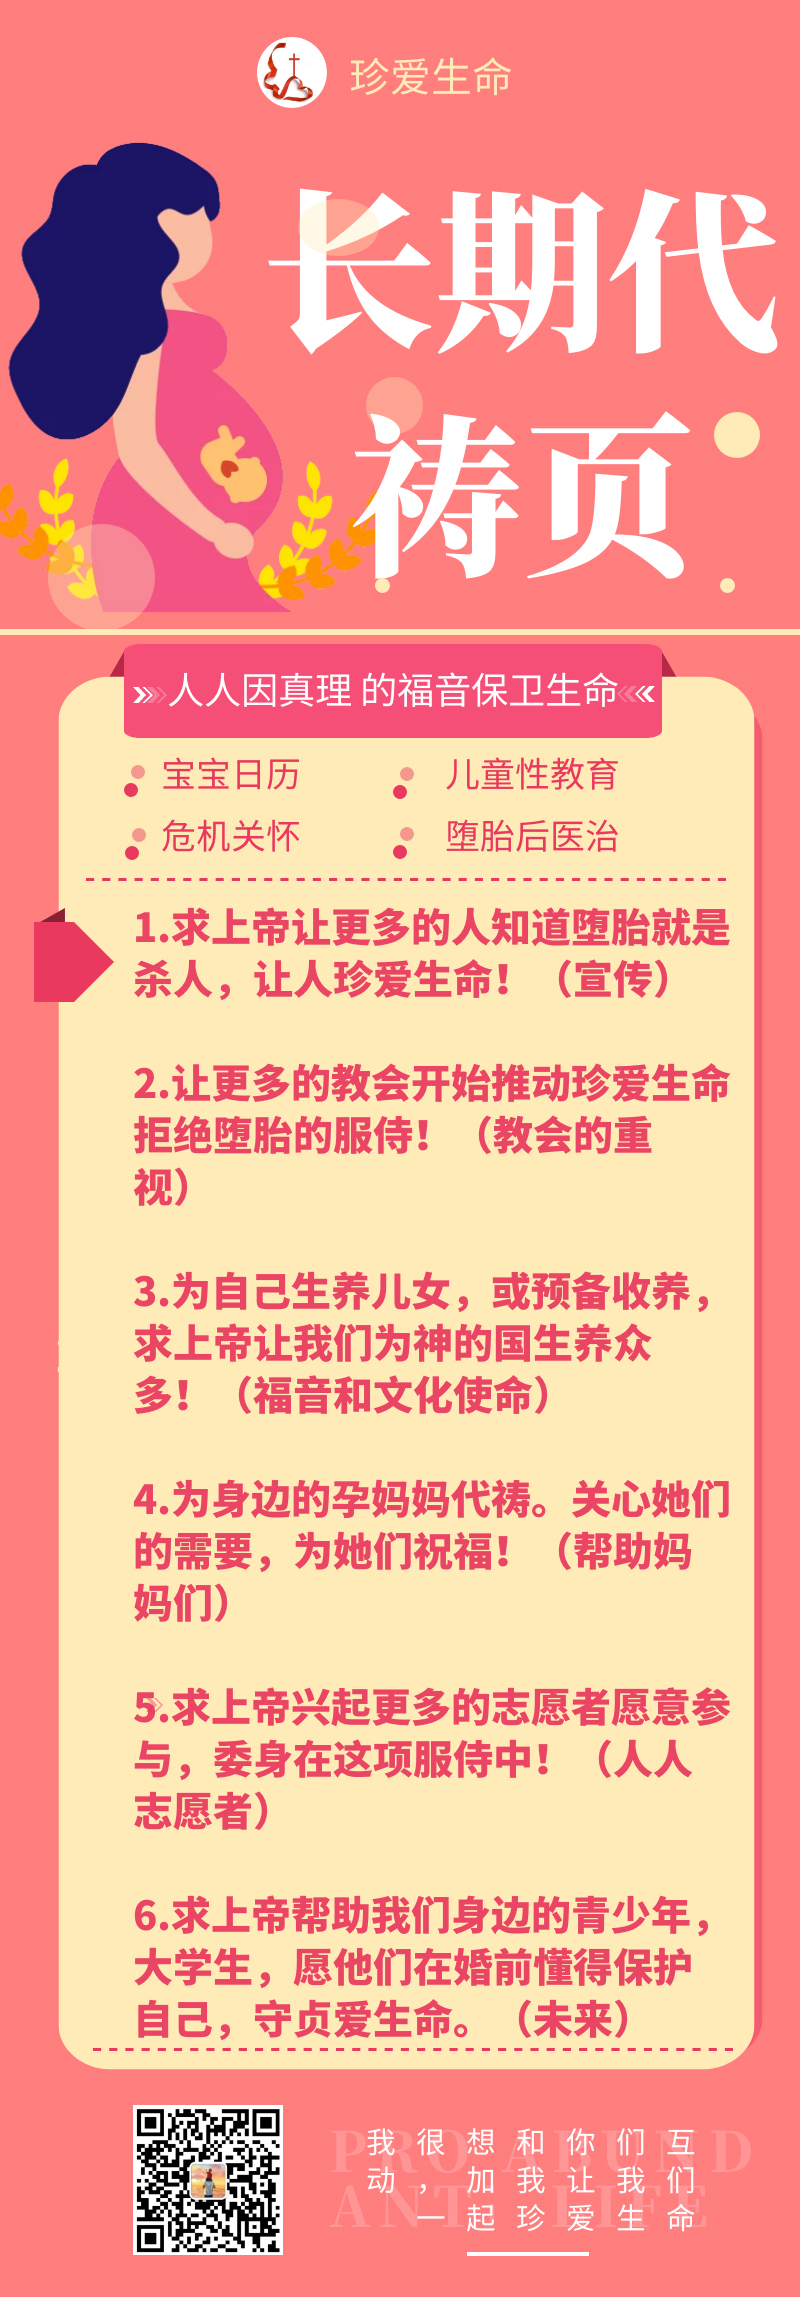 珍爱生命
长期代
祷页
人人因真理 的福音保卫生命
宝宝日历
儿童性教育
危机关怀
堕胎后医治
1.求上帝让更多的人知道堕胎就是
杀人，让人珍爱生命！（宣传）
2.让更多的教会开始推动珍爱生命
拒绝堕胎的服侍！（教会的重
视）
3.为自己生养儿女，或预备收养，
求上帝让我们为神的国生养众
多！（福音和文化使命）
4.为身边的孕妈妈代祷。关心她们
的需要，为她们祝福！（帮助妈
妈们）
5.求上帝兴起更多的志愿者愿意参
与，委身在这项服侍中！（人人
志愿者）
6.求上帝帮助我们身边的青少年，
大学生，愿他们在婚前懂得保护
自己，守贞爱生命。（未来）
我很想和你们互
动，加我让我们
一起珍爱生命
PRO ABUND
ANT LIFE